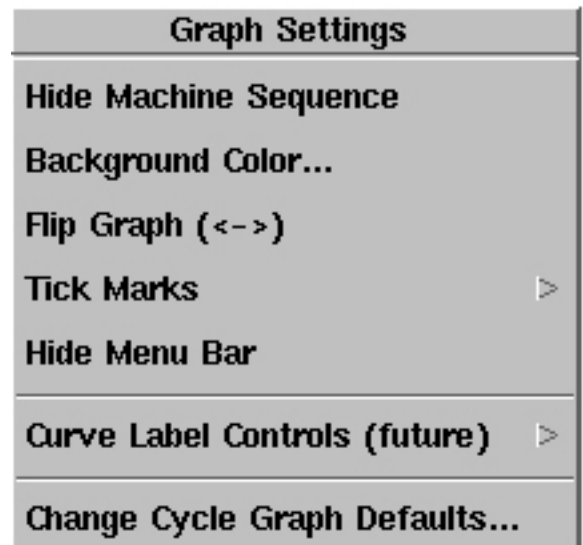 Graph Settings
Hide Machine Sequence
Background Color...
Flip Graph (<->)
Tick Marks
Hide Menu Bar
Curve Label Controls (future)
Change Cycle Graph Defaults...